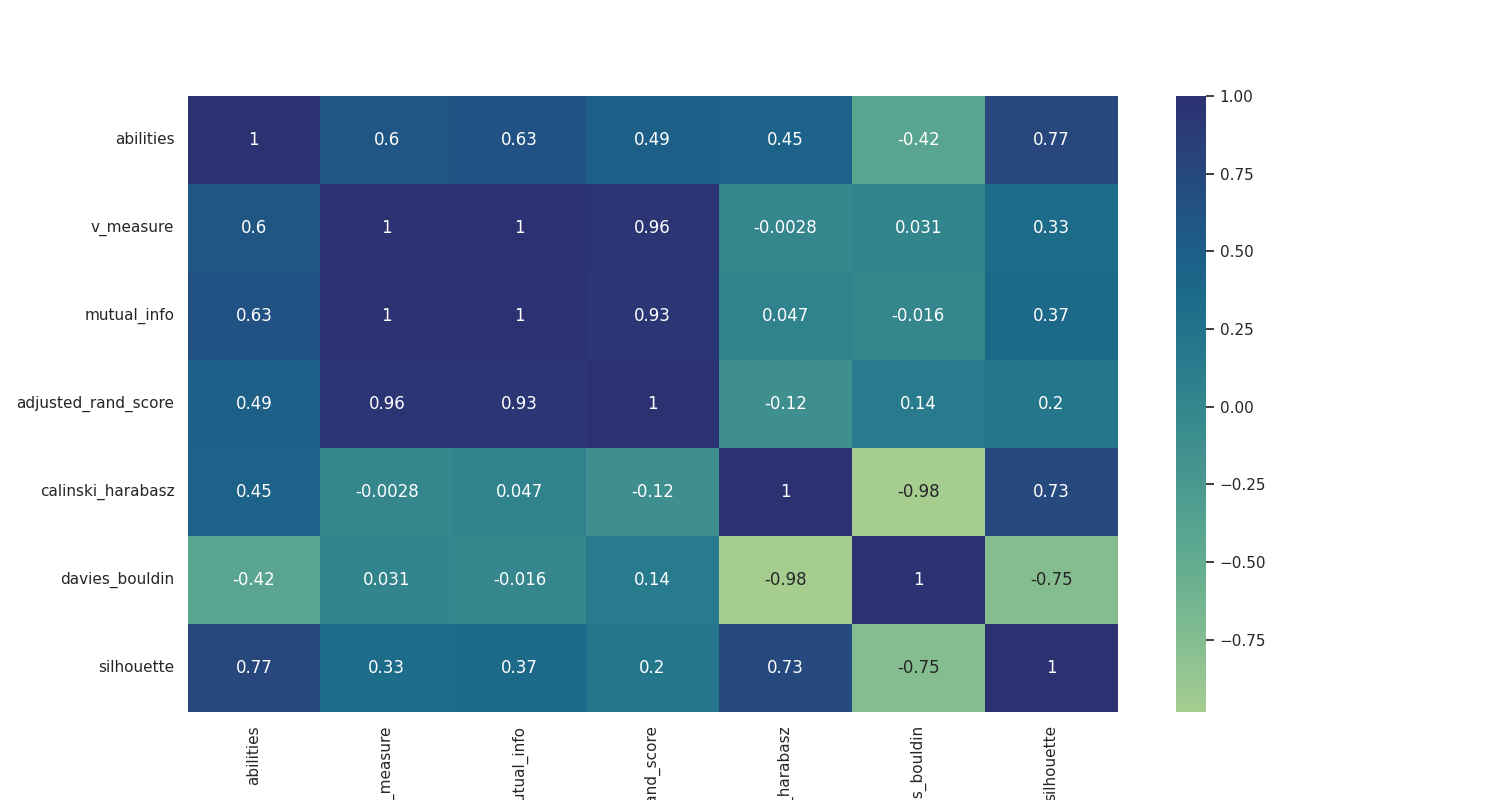 abilities 1 0.6 0.63 0.49 0.45 -0.42 0.77
v_measure 0.6 1 1 0.96 -0.0028 0.031 0.33
mutual_info 0.63 1 1 0.93 0.047 -0.016 0.37
adjusted_rand_score 0.49 0.96 0.93 1 -0.12 0.14 0.2
calinski_harabasz 0.45 -0.0028 0.047 -0.12 1 -0.98 0.73
davies_bouldin -0.42 0.031 -0.016 0.14 -0.98 1 -0.75
silhouette 0.77 0.33 0.37 0.2 0.73 -0.75 1
abilities
_measure
utual_info
and_score
_harabasz
s_bouldin
silhouette
1.00
0.75
0.50
0.25
0.00
−0.25
−0.50
−0.75